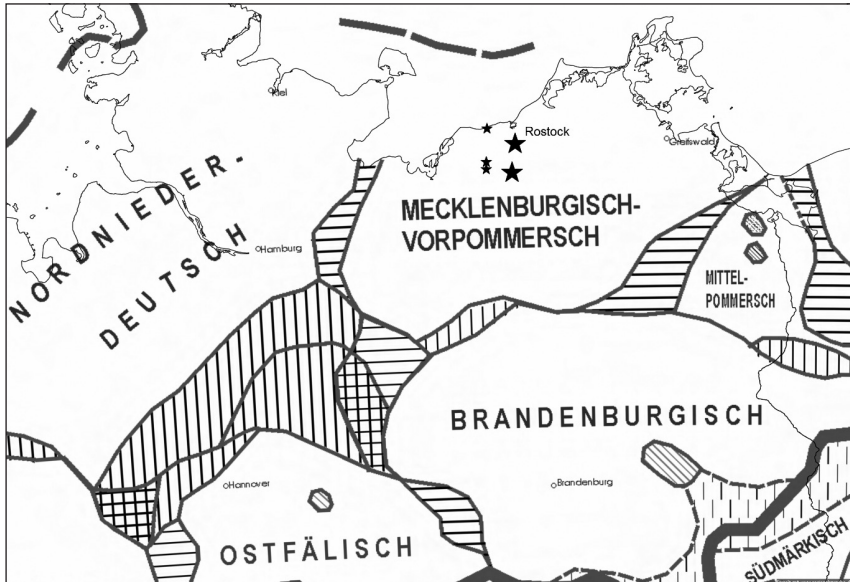 Kiel
Rostock
Greifswald
MECKLENBURGISCH-
VORPOMMERSCH
NORDNIEDER-
DEUTSCH
Hamburg
MITTEL-
POMMERSCH
BRANDENBURGISCH
Hannover
Brandenburg
OSTFÄLISCH
SÜDMÄRKISCH